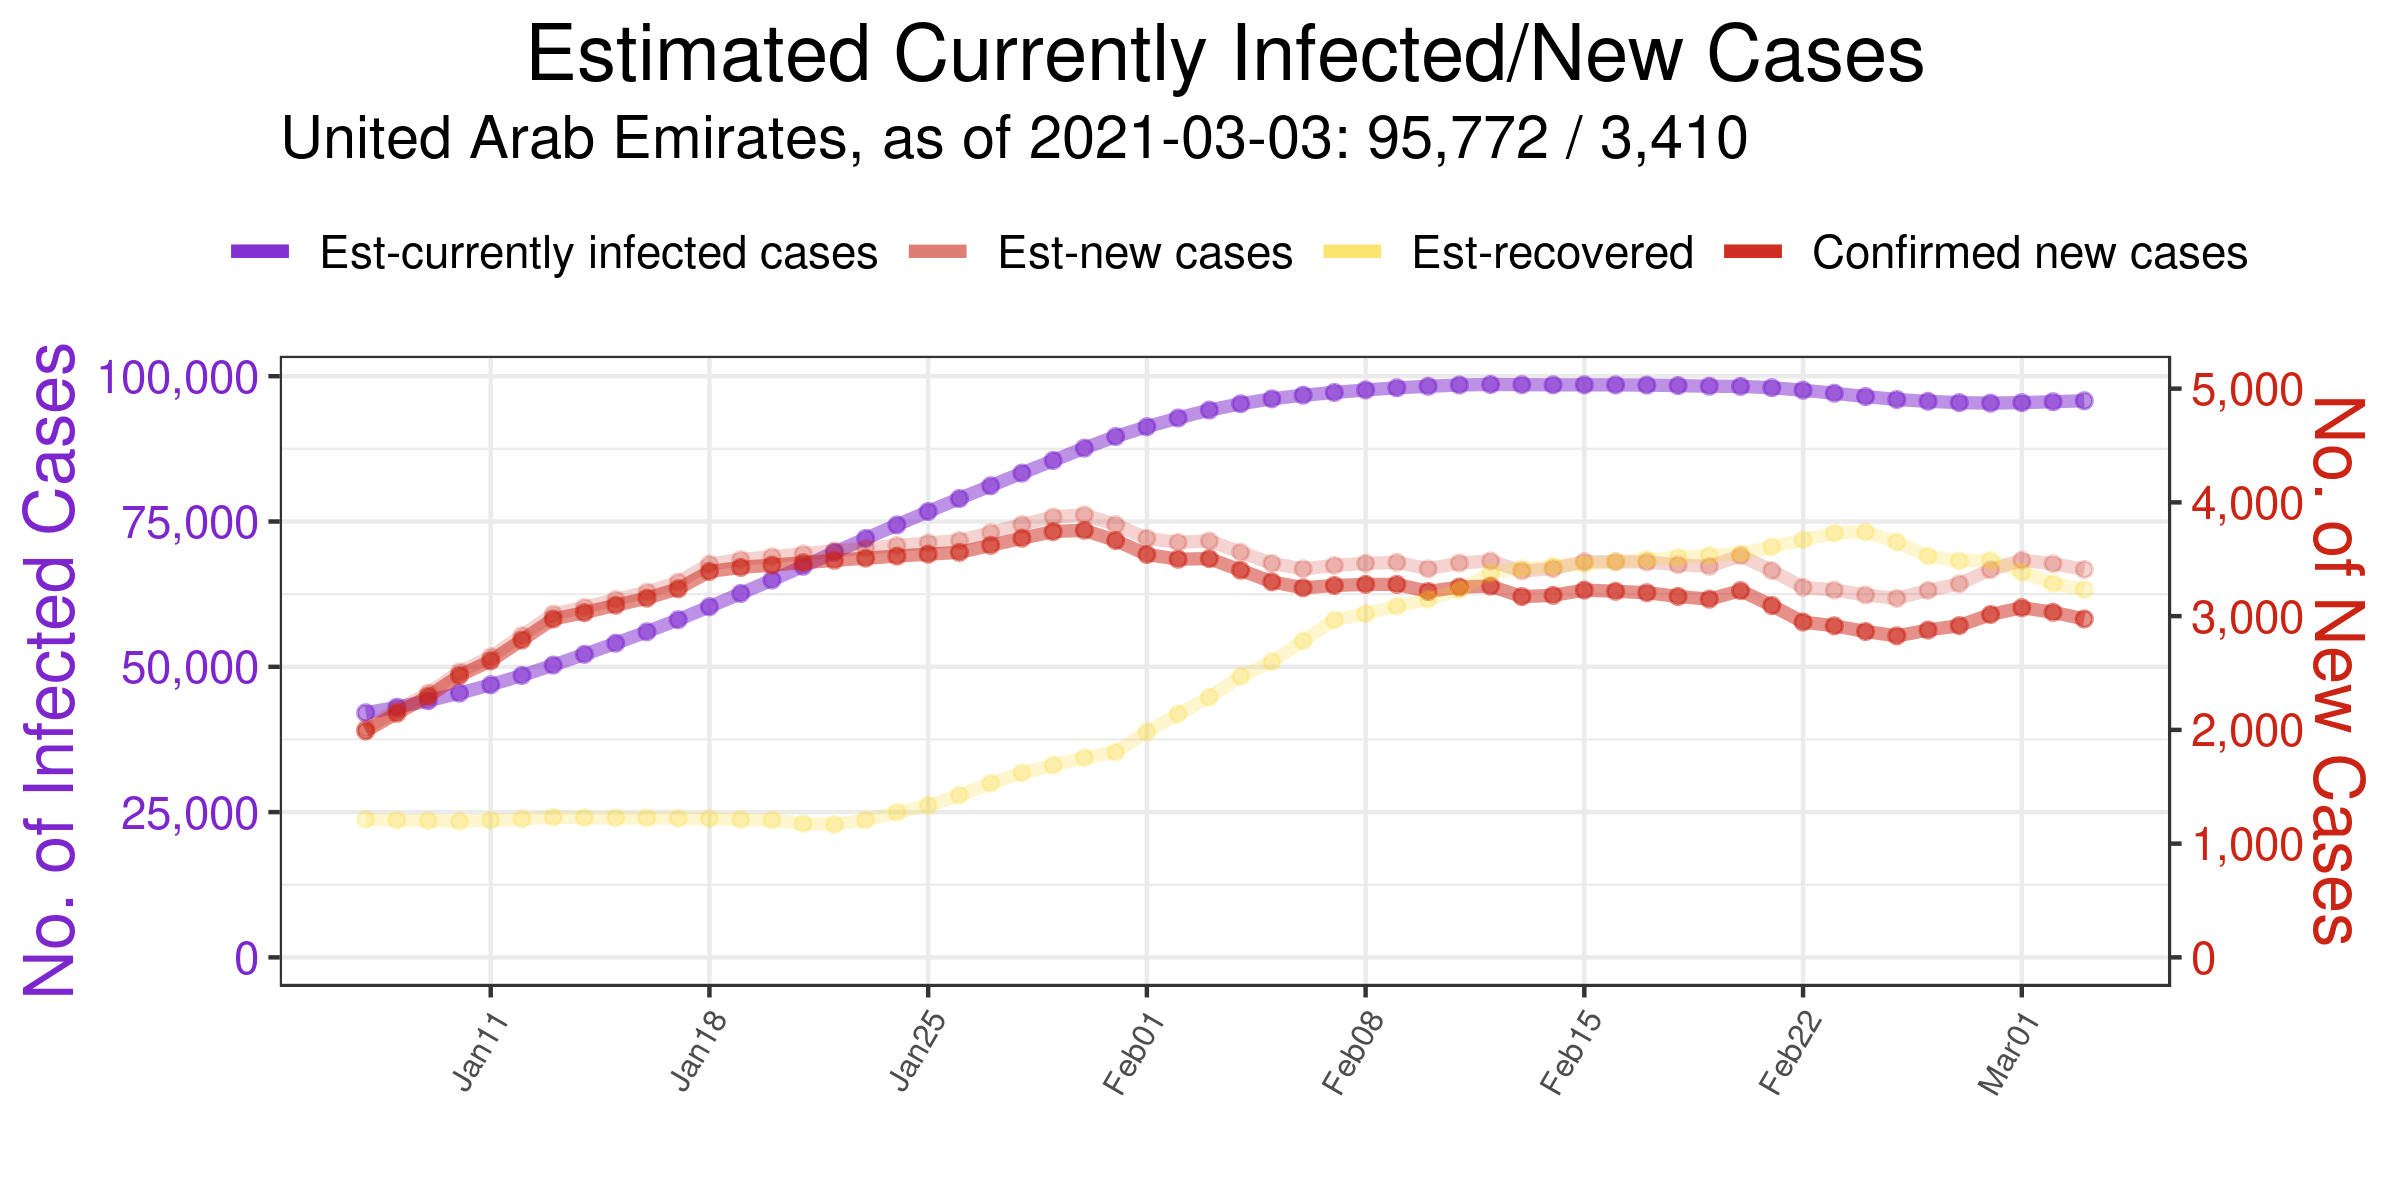 Estimated Currently Infected/New Cases
United Arab Emirates, as of 2021-03-03: 95,772 / 3,410
Est-currently infected cases Est-new cases Est-recovered Confirmed new cases
No. of Infected Cases
100,000
75,000
50,000
25,000
0
5,000
4,000
3,000
2,000
1,000
0
No. of New Cases
Jan11 Jan18 Jan25 Feb01 Feb08 Feb15 Feb22 Mar01